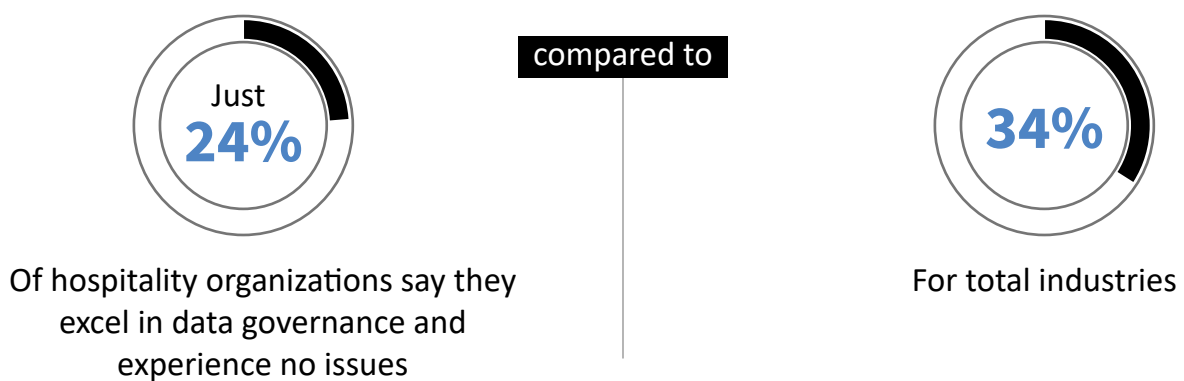 Just
24%
Of hospitality organizations say they
excel in data governance and
experience no issues
compared to
34%
For total industries